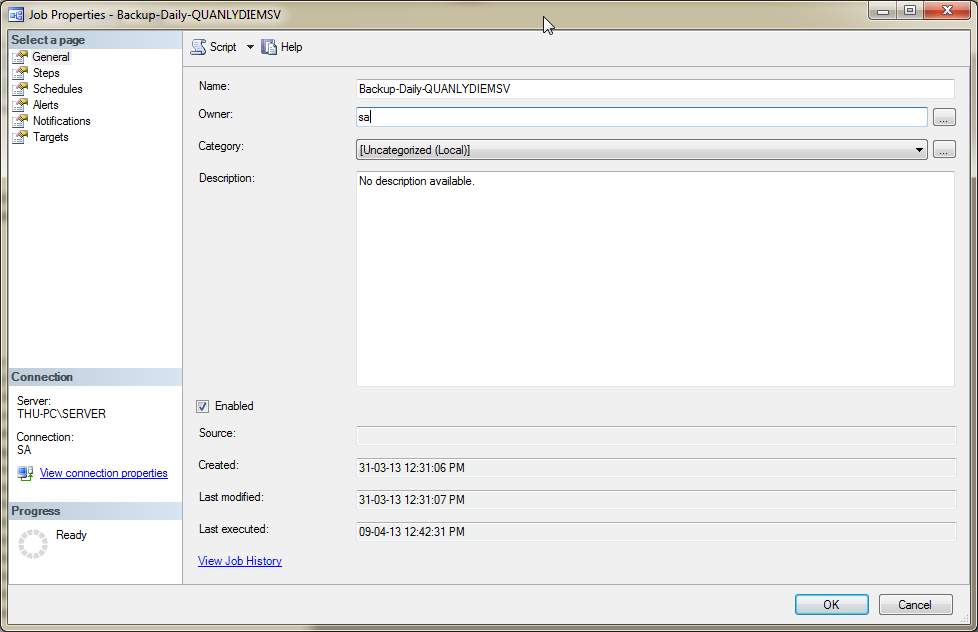 Job Properties - Backup-Daily-QUANLYDIEMSV
Select a page
General
Steps
Schedules
Alerts
Notifications
Targets
Script
Help
Name:
Backup-Daily-QUANLYDIEMSV
Owner:
sa
...
Category:
[Uncategorized (Local)]
...
Description:
No description available.
Enabled
Source:
Created:
31-03-13 12:31:06 PM
Last modified:
31-03-13 12:31:07 PM
Last executed:
09-04-13 12:42:31 PM
View Job History
Connection
Server:
THU-PC\SERVER
Connection:
SA
View connection properties
Progress
Ready
OK
Cancel